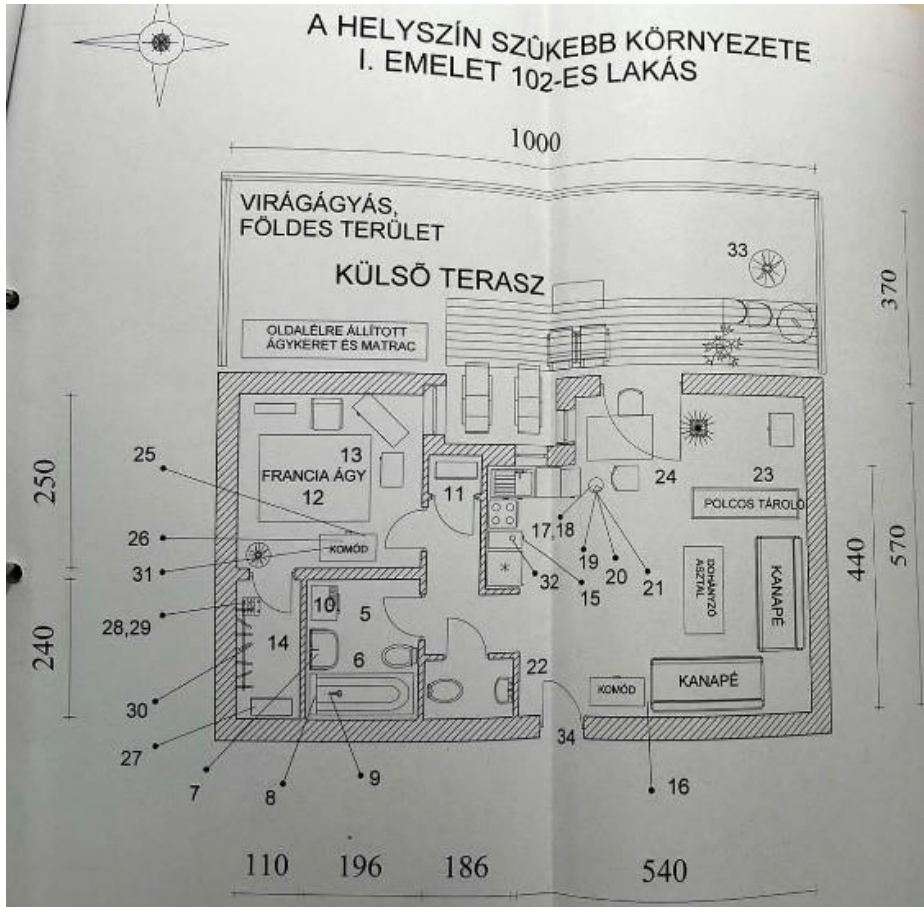 A HELYSZÍN SZŰKEBB KÖRNYEZETE
I. EMELET 102-ES LAKÁS
1000
VIRÁGÁGYÁS,
FÖLDES TERÜLET
KÜLSŐ TERASZ
33
370
OLDALÉLRE ÁLLÍTOTT
ÁGYKERET ÉS MATRAC
25
13
FRANCIA ÁGY
12
11
24
23
250
POLCOS TÁROLÓ
17,18
26
KOMÓD
31
19
20
21
32
15
440
570
DOHÁNYZÓ
ASZTAL
KANAPÉ
28,29
10
5
14
6
240
22
KOMÓD
KANAPÉ
30
27
34
7
8
9
16
110
196
186
540